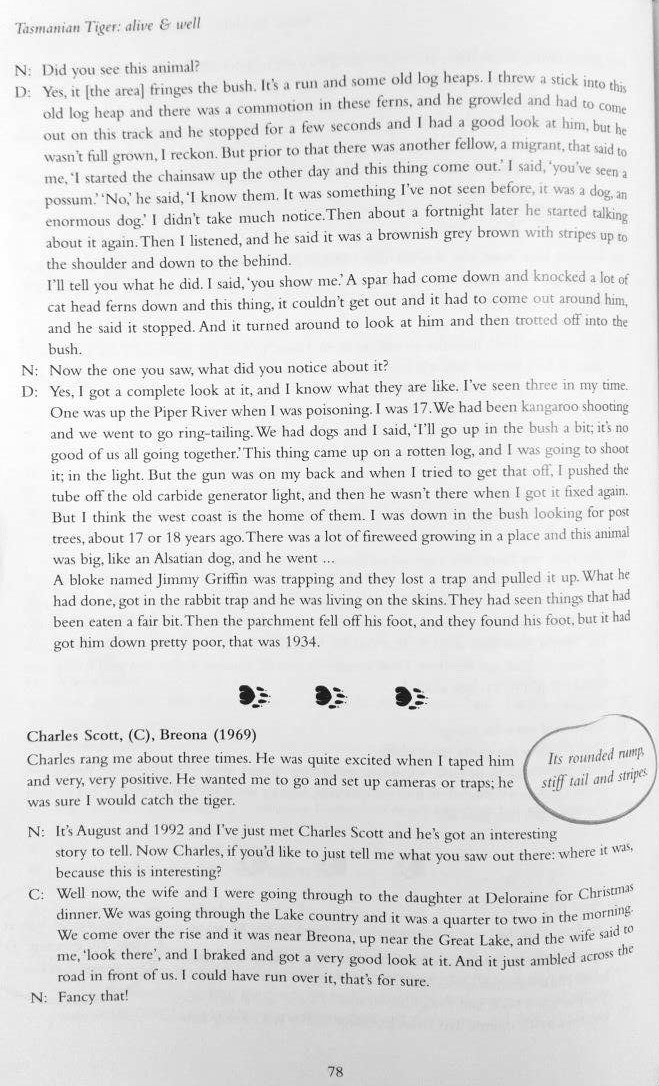 Tasmanian Tiger: alive & well
N: Did you see this animal?
D: Yes, it [the area] fringes the bush. It's a run and some old log heaps. I threw a stick into this
old log heap and there was a commotion in these ferns, and he growled and had to come
out on this track and he stopped for a few seconds and I had a good look at him, but he
wasn't full grown, I reckon. But prior to that there was another fellow, a migrant, that said to
me, 'I started the chainsaw up the other day and this thing come out.' I said, 'you've seen a
possum.' 'No,' he said, 'I know them. It was something I've not seen before, it was a dog, an
enormous dog.' I didn't take much notice.Then about a fortnight later he started talking
about it again. Then I listened, and he said it was a brownish grey brown with stripes up to
the shoulder and down to the behind.
I'll tell you what he did. I said, 'you show me.' A spar had come down and knocked a lot of
cat head ferns down and this thing, it couldn't get out and it had to come out around him,
and he said it stopped. And it turned around to look at him and then trotted off into the
bush.
N: Now the one you saw, what did you notice about it?
D: Yes, I got a complete look at it, and I know what they are like. I've seen three in my time.
One was up the Piper River when I was poisoning. I was 17. We had been kangaroo shooting
and we went to go ring-tailing. We had dogs and I said, 'I'll go up in the bush a bit; it's no
good of us all going together.' This thing came up on a rotten log, and I was going to shoot
it; in the light. But the gun was on my back and when I tried to get that off, I pushed the
tube off the old carbide generator light, and then he wasn't there when I got it fixed again.
But I think the west coast is the home of them. I was down in the bush looking for post
trees, about 17 or 18 years ago. There was a lot of fireweed growing in a place and this animal
was big, like an Alsatian dog, and he went ...
A bloke named Jimmy Griffin was trapping and they lost a trap and pulled it up. What he
had done, got in the rabbit trap and he was living on the skins. They had seen things that had
been eaten a fair bit. Then the parchment fell off his foot, and they found his foot, but it had
got him down pretty poor, that was 1934.
Charles Scott, (C), Breona (1969)
Charles rang me about three times. He was quite excited when I taped him
and very, very positive. He wanted me to go and set up cameras or traps; he
was sure I would catch the tiger.
Its rounded rump,
stiff tail and stripes
N: It's August and 1992 and I've just met Charles Scott and he's got an interesting
story to tell. Now Charles, if you'd like to just tell me what you saw out there: where it was,
because this is interesting?
C: Well now, the wife and I were going through to the daughter at Deloraine for Christmas
dinner. We was going through the Lake country and it was a quarter to two in the morning.
We come over the rise and it was near Breona, up near the Great Lake, and the wife said to
me, 'look there', and I braked and got a very good look at it. And it just ambled across the
road in front of us. I could have run over it, that's for sure.
N: Fancy that!
78